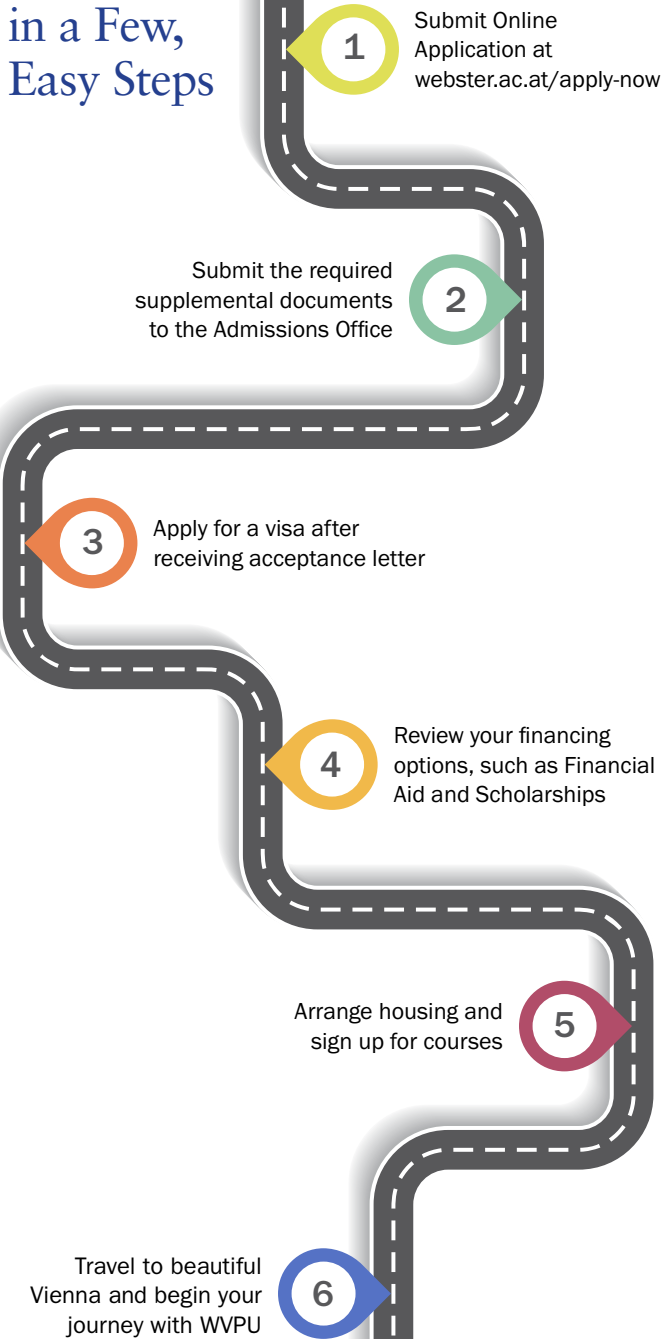 in a Few,
Easy Steps
1
Submit Online
Application at
webster.ac.at/apply-now
Submit the required
supplemental documents
to the Admissions Office
2
3
Apply for a visa after
receiving acceptance letter
4
Review your financing
options, such as Financial
Aid and Scholarships
Arrange housing and
sign up for courses
5
Travel to beautiful
Vienna and begin your
journey with WVPU
6